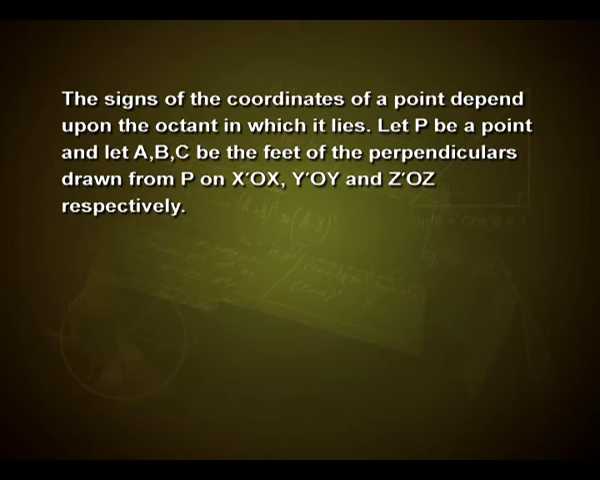 The signs of the coordinates of a point depend
upon the octant in which it lies. Let P be a point
and let A,B,C be the feet of the perpendiculars
drawn from P on X′OX, Y′OY and Z′OZ
respectively.